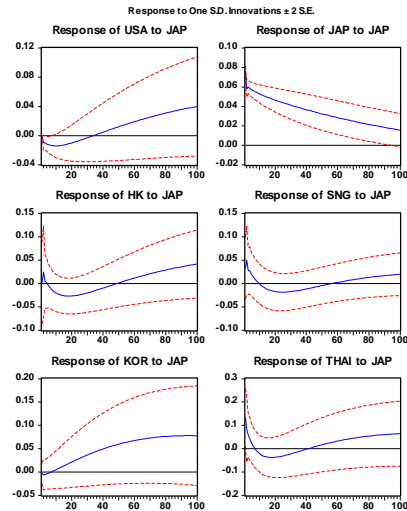 Response to One S.D. Innovations ± 2 S.E.
Response of USA to JAP
0.12
0.08
0.04
0.00
-0.04
20 40 60 80 100
Response of JAP to JAP
0.10
0.08
0.06
0.04
0.02
0.00
-0.02
20 40 60 80 100
Response of HK to JAP
0.15
0.10
0.05
0.00
-0.05
-0.10
20 40 60 80 100
Response of SNG to JAP
0.15
0.10
0.05
0.00
-0.05
-0.10
20 40 60 80 100
Response of KOR to JAP
0.20
0.15
0.10
0.05
0.00
-0.05
20 40 60 80 100
Response of THAI to JAP
0.3
0.2
0.1
0.0
-0.1
-0.2
20 40 60 80 100